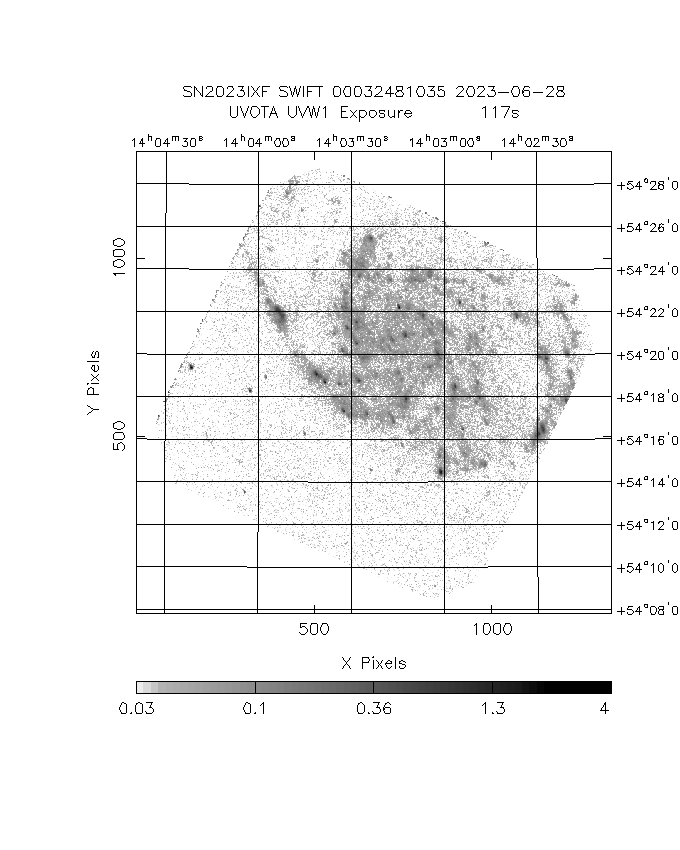 SN2023IXF SWIFT 00032481035 2023-06-28
UVOTA UVW1 Exposure 117s
14h04m30s 14h04m00s 14h03m30s 14h03m00s 14h02m30s
+54°28'0
+54°26'0
+54°24'0
+54°22'0
+54°20'0
+54°18'0
+54°16'0
+54°14'0
+54°12'0
+54°10'0
+54°08'0
1000
500
Y Pixels
500 1000
X Pixels
0.03 0.1 0.36 1.3 4